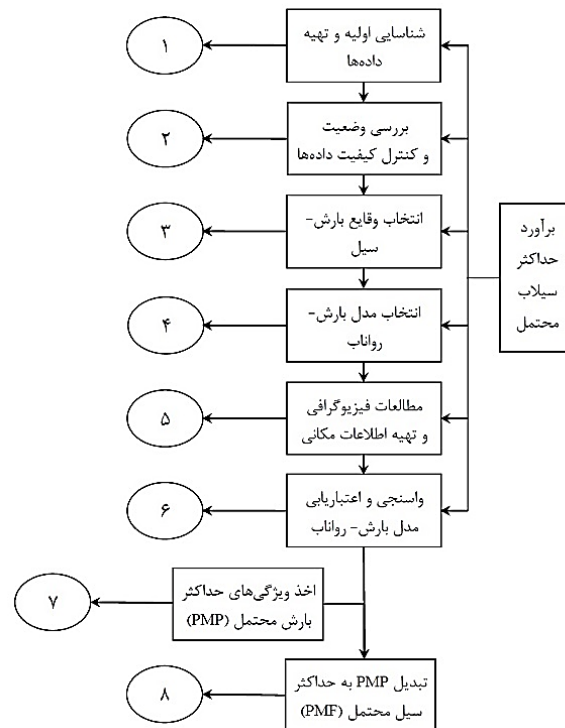 شناسایی اولیه و تهیه
داده‌ها
۱
بررسی وضعیت
و کنترل کیفیت داده‌ها
۲
انتخاب وقایع بارش-
سیل
۳
انتخاب مدل بارش-
رواناب
۴
مطالعات فیزیوگرافی
و تهیه اطلاعات مکانی
۵
واسنجی و اعتباریابی
مدل بارش- رواناب
۶
برآورد
حداکثر
سیلاب
محتمل
اخذ ویژگی‌های حداکثر
بارش محتمل (PMP)
۷
تبدیل PMP به حداکثر
سیل محتمل (PMF)
۸